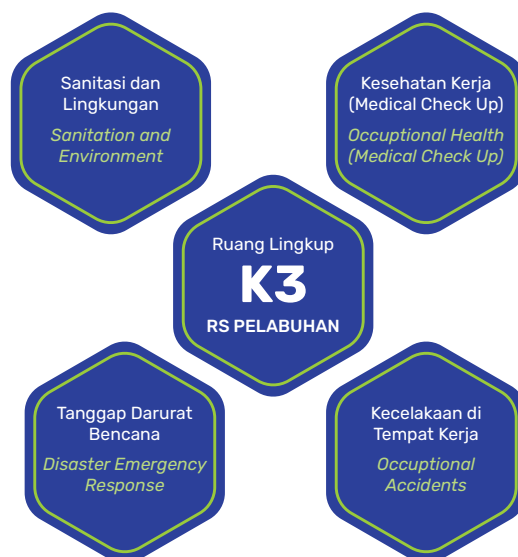 Sanitasi dan
Lingkungan
Sanitation and
Environment
Kesehatan Kerja
(Medical Check Up)
Occuptional Health
(Medical Check Up)
Ruang Lingkup
K3
RS PELABUHAN
Tanggap Darurat
Bencana
Disaster Emergency
Response
Kecelakaan di
Tempat Kerja
Occuptional
Accidents